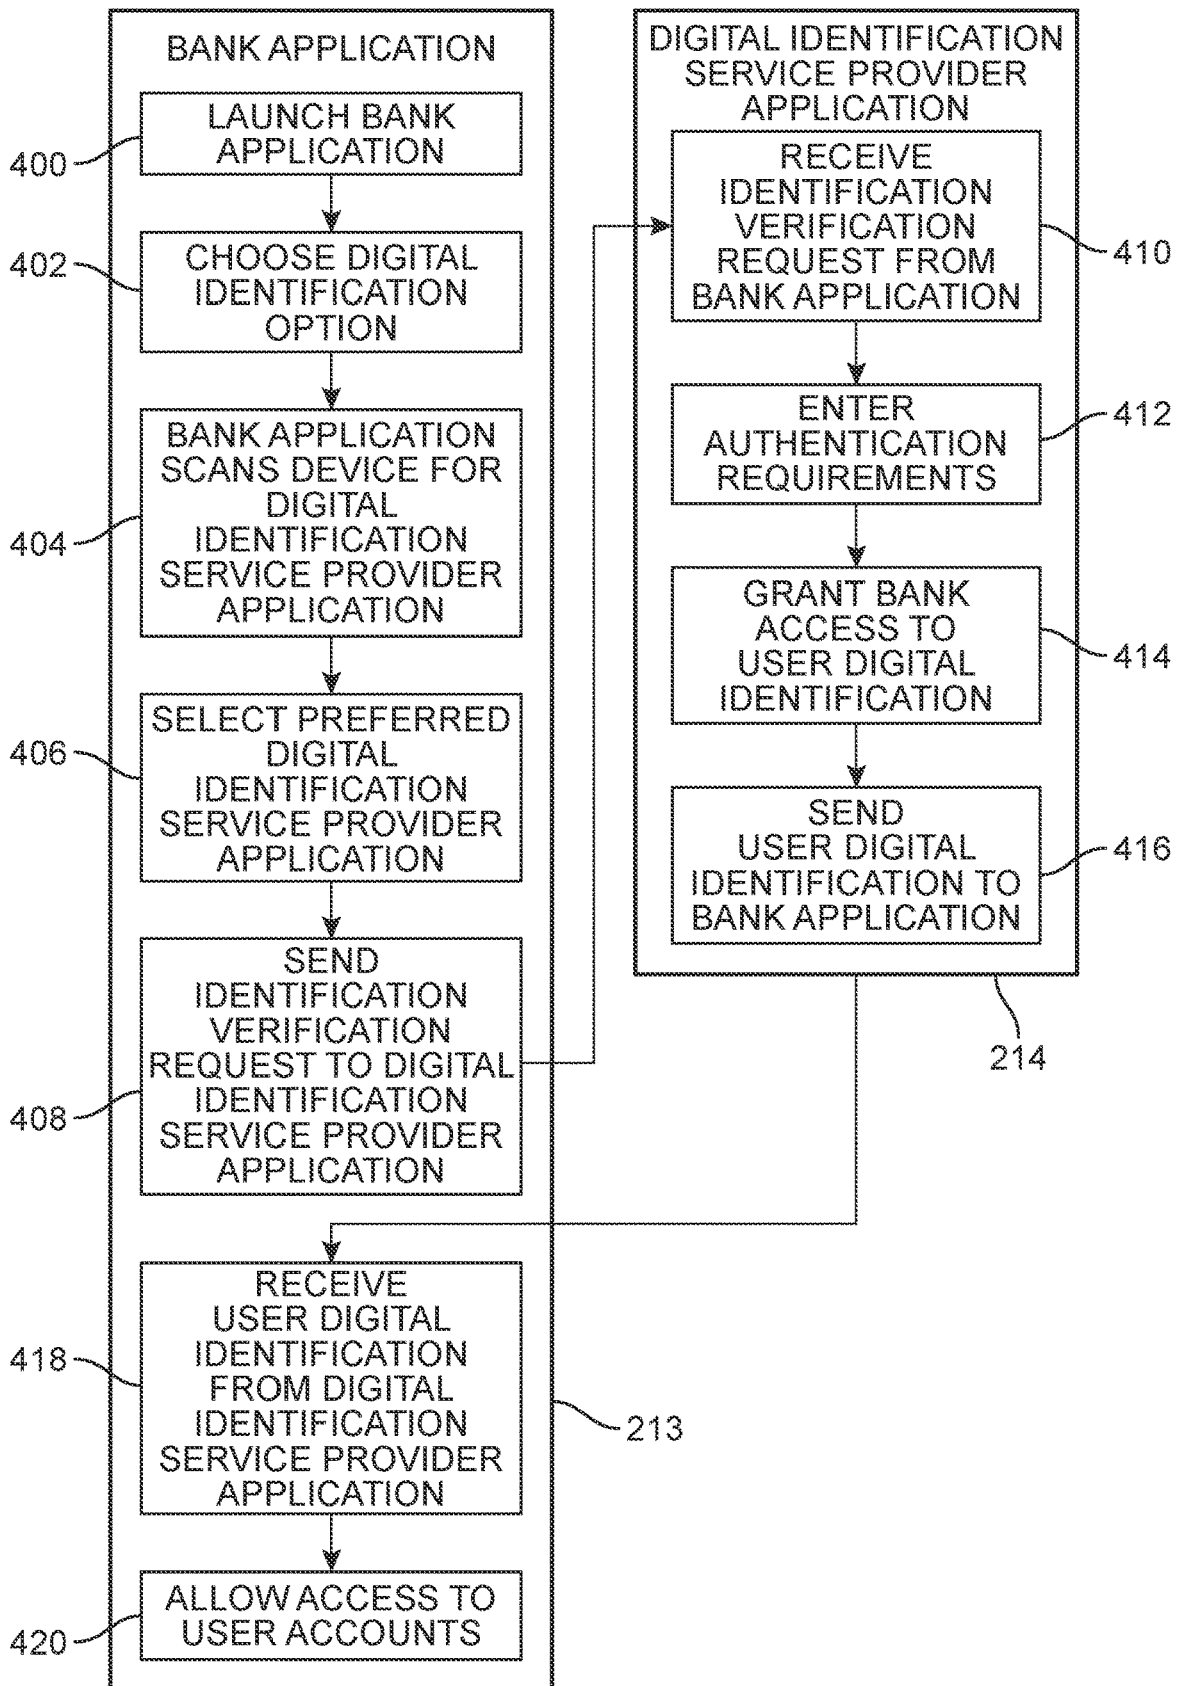 BANK APPLICATION
LAUNCH BANK
APPLICATION
400
CHOOSE DIGITAL
IDENTIFICATION
OPTION
402
BANK APPLICATION
SCANS DEVICE FOR
DIGITAL
IDENTIFICATION
SERVICE PROVIDER
APPLICATION
404
SELECT PREFERRED
DIGITAL
IDENTIFICATION
SERVICE PROVIDER
APPLICATION
406
SEND
IDENTIFICATION
VERIFICATION
REQUEST TO DIGITAL
IDENTIFICATION
SERVICE PROVIDER
APPLICATION
408
DIGITAL IDENTIFICATION
SERVICE PROVIDER
APPLICATION
RECEIVE
IDENTIFICATION
VERIFICATION
REQUEST FROM
BANK APPLICATION
410
ENTER
AUTHENTICATION
REQUIREMENTS
412
GRANT BANK
ACCESS TO
USER DIGITAL
IDENTIFICATION
414
SEND
USER DIGITAL
IDENTIFICATION TO
BANK APPLICATION
416
214
RECEIVE
USER DIGITAL
IDENTIFICATION
FROM DIGITAL
IDENTIFICATION
SERVICE PROVIDER
APPLICATION
418
213
ALLOW ACCESS TO
USER ACCOUNTS
420